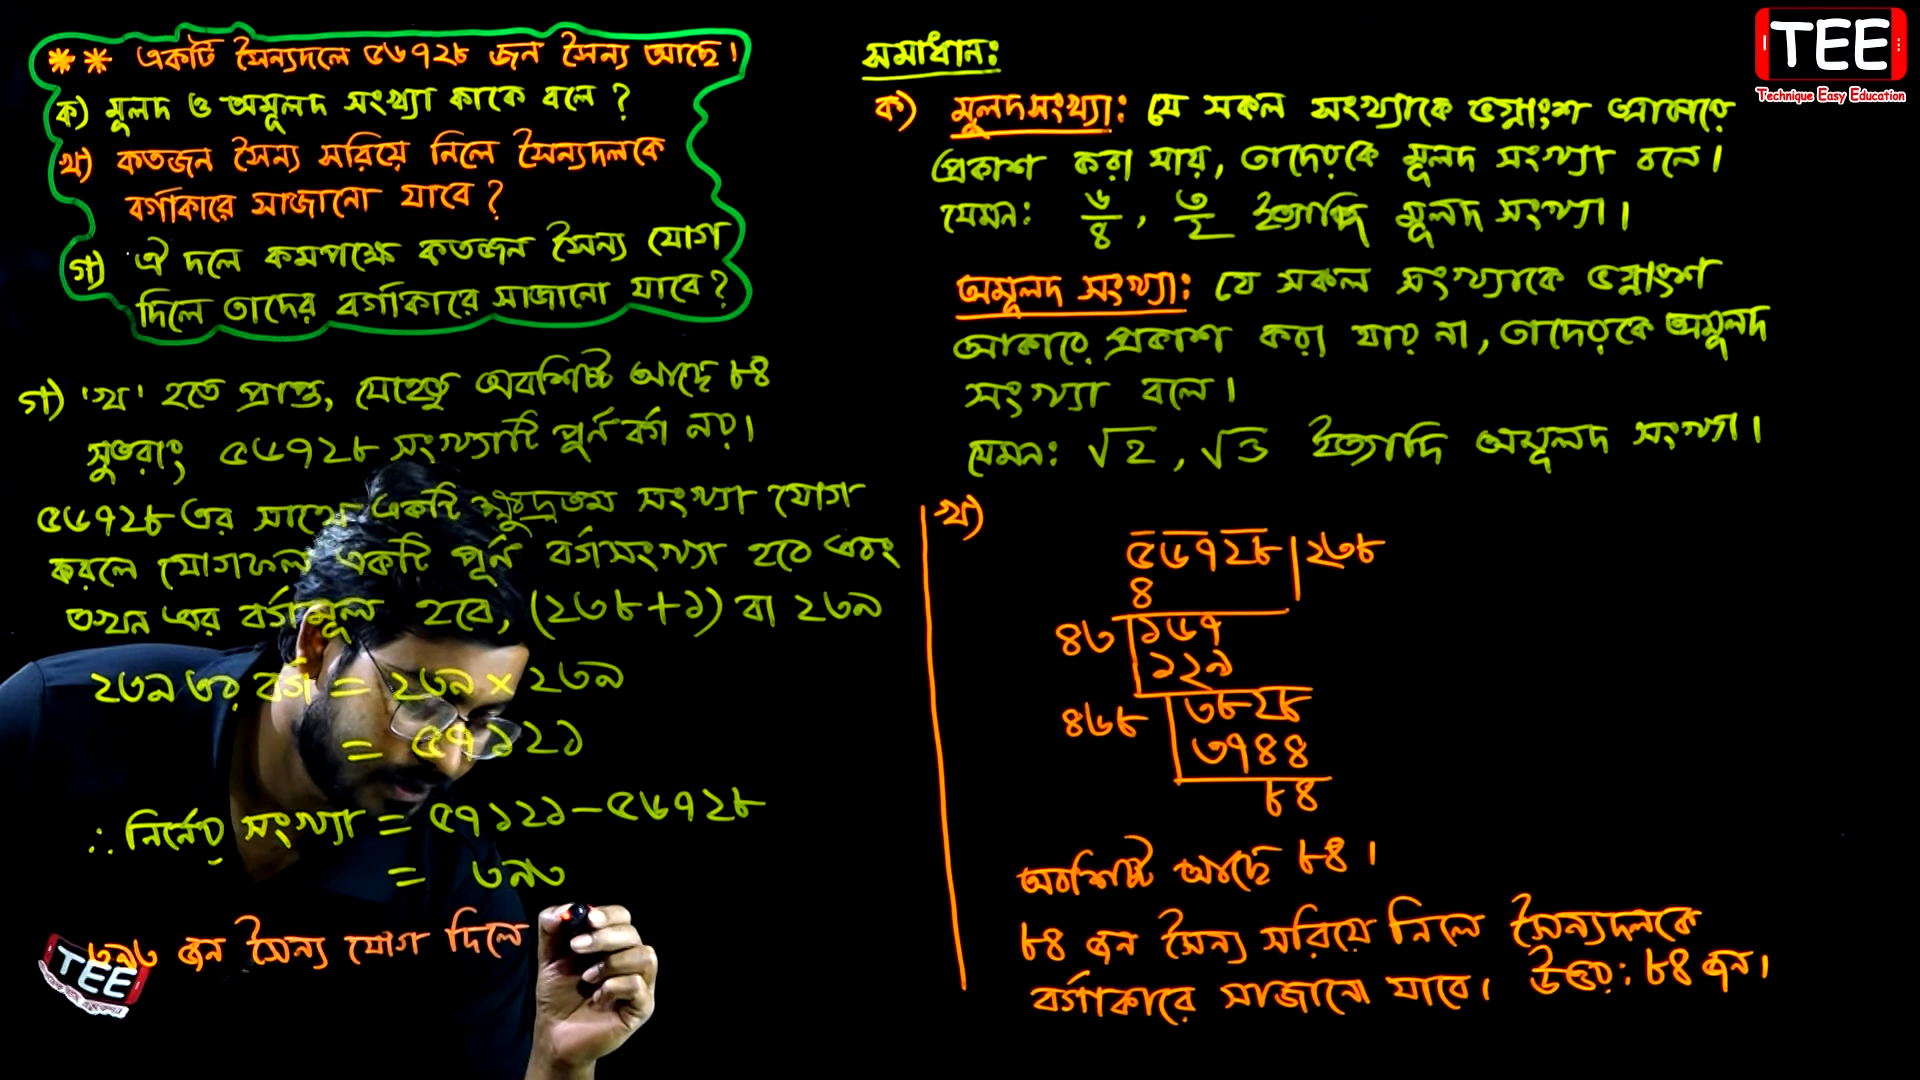 ** একটি সৈন্যদলে ৫৬৭২৮ জন সৈন্য আছে।
ক) মূলদ ও অমূলদ সংখ্যা কাকে বলে ?
খ) কতজন সৈন্য সরিয়ে নিলে সৈন্যদলকে
বর্গাকারে সাজানো যাবে ?
গ) ঐ দলে কমপক্ষে কতজন সৈন্য যোগ
দিলে তাদের বর্গাকারে সাজানো যাবে ?
গ) 'খ' হতে প্রাপ্ত, যেহেতু অবশিষ্ট আছে ৮৪
সুতরাং ৫৬৭২৮ সংখ্যাটি পূর্ন বর্গ নয়।
৫৬৭২৮ এর সাথে একটি ক্ষুদ্রতম সংখ্যা যোগ
করলে যোগফল একটি পূর্ন বর্গসংখ্যা হবে এবং
তখন এর বর্গমূল হবে, (২৩৮+১) বা ২৩৯
২৩৯ এর বর্গ = ২৩৯ × ২৩৯
= ৫৭১২১
∴ নির্নেয় সংখ্যা = ৫৭১২১ - ৫৬৭২৮
= ৩৯৩
৩৯৩ জন সৈন্য যোগ দিলে
TEE
সমাধান:
ক) মূলদসংখ্যা: যে সকল সংখ্যাকে ভগ্নাংশ আকারে
প্রকাশ করা যায়, তাদেরকে মূলদ সংখ্যা বলে।
যেমন: ৬/৪, ৩/২ ইত্যাদি মূলদ সংখ্যা।
অমূলদ সংখ্যা: যে সকল সংখ্যাকে ভগ্নাংশ
আকারে প্রকাশ করা যায় না, তাদেরকে অমূলদ
সংখ্যা বলে।
যেমন: √২, √৩ ইত্যাদি অমূলদ সংখ্যা।
খ)
৫৬৭২৮ | ২৩৮
৪
৪৩ | ১৬৭
১২৯
৪৬৮ | ৩৮২৮
৩৭৪৪
৮৪
অবশিষ্ট আছে ৮৪।
৮৪ জন সৈন্য সরিয়ে নিলে সৈন্যদলকে
বর্গাকারে সাজানো যাবে। উত্তর: ৮৪ জন।
TEE
Technique Easy Education